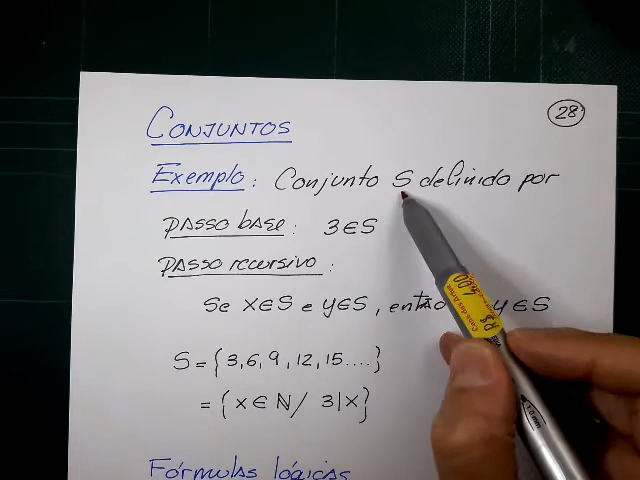 28
CONJUNTOS
Exemplo: Conjunto S definido por
PASSO BASE: 3∈S
PASSO RECURSIVO:
Se X∈S e Y∈S, então Y∈S
S = {3,6,9,12,15....}
= {X∈ℕ/ 3|X}
Fórmulas lógicas